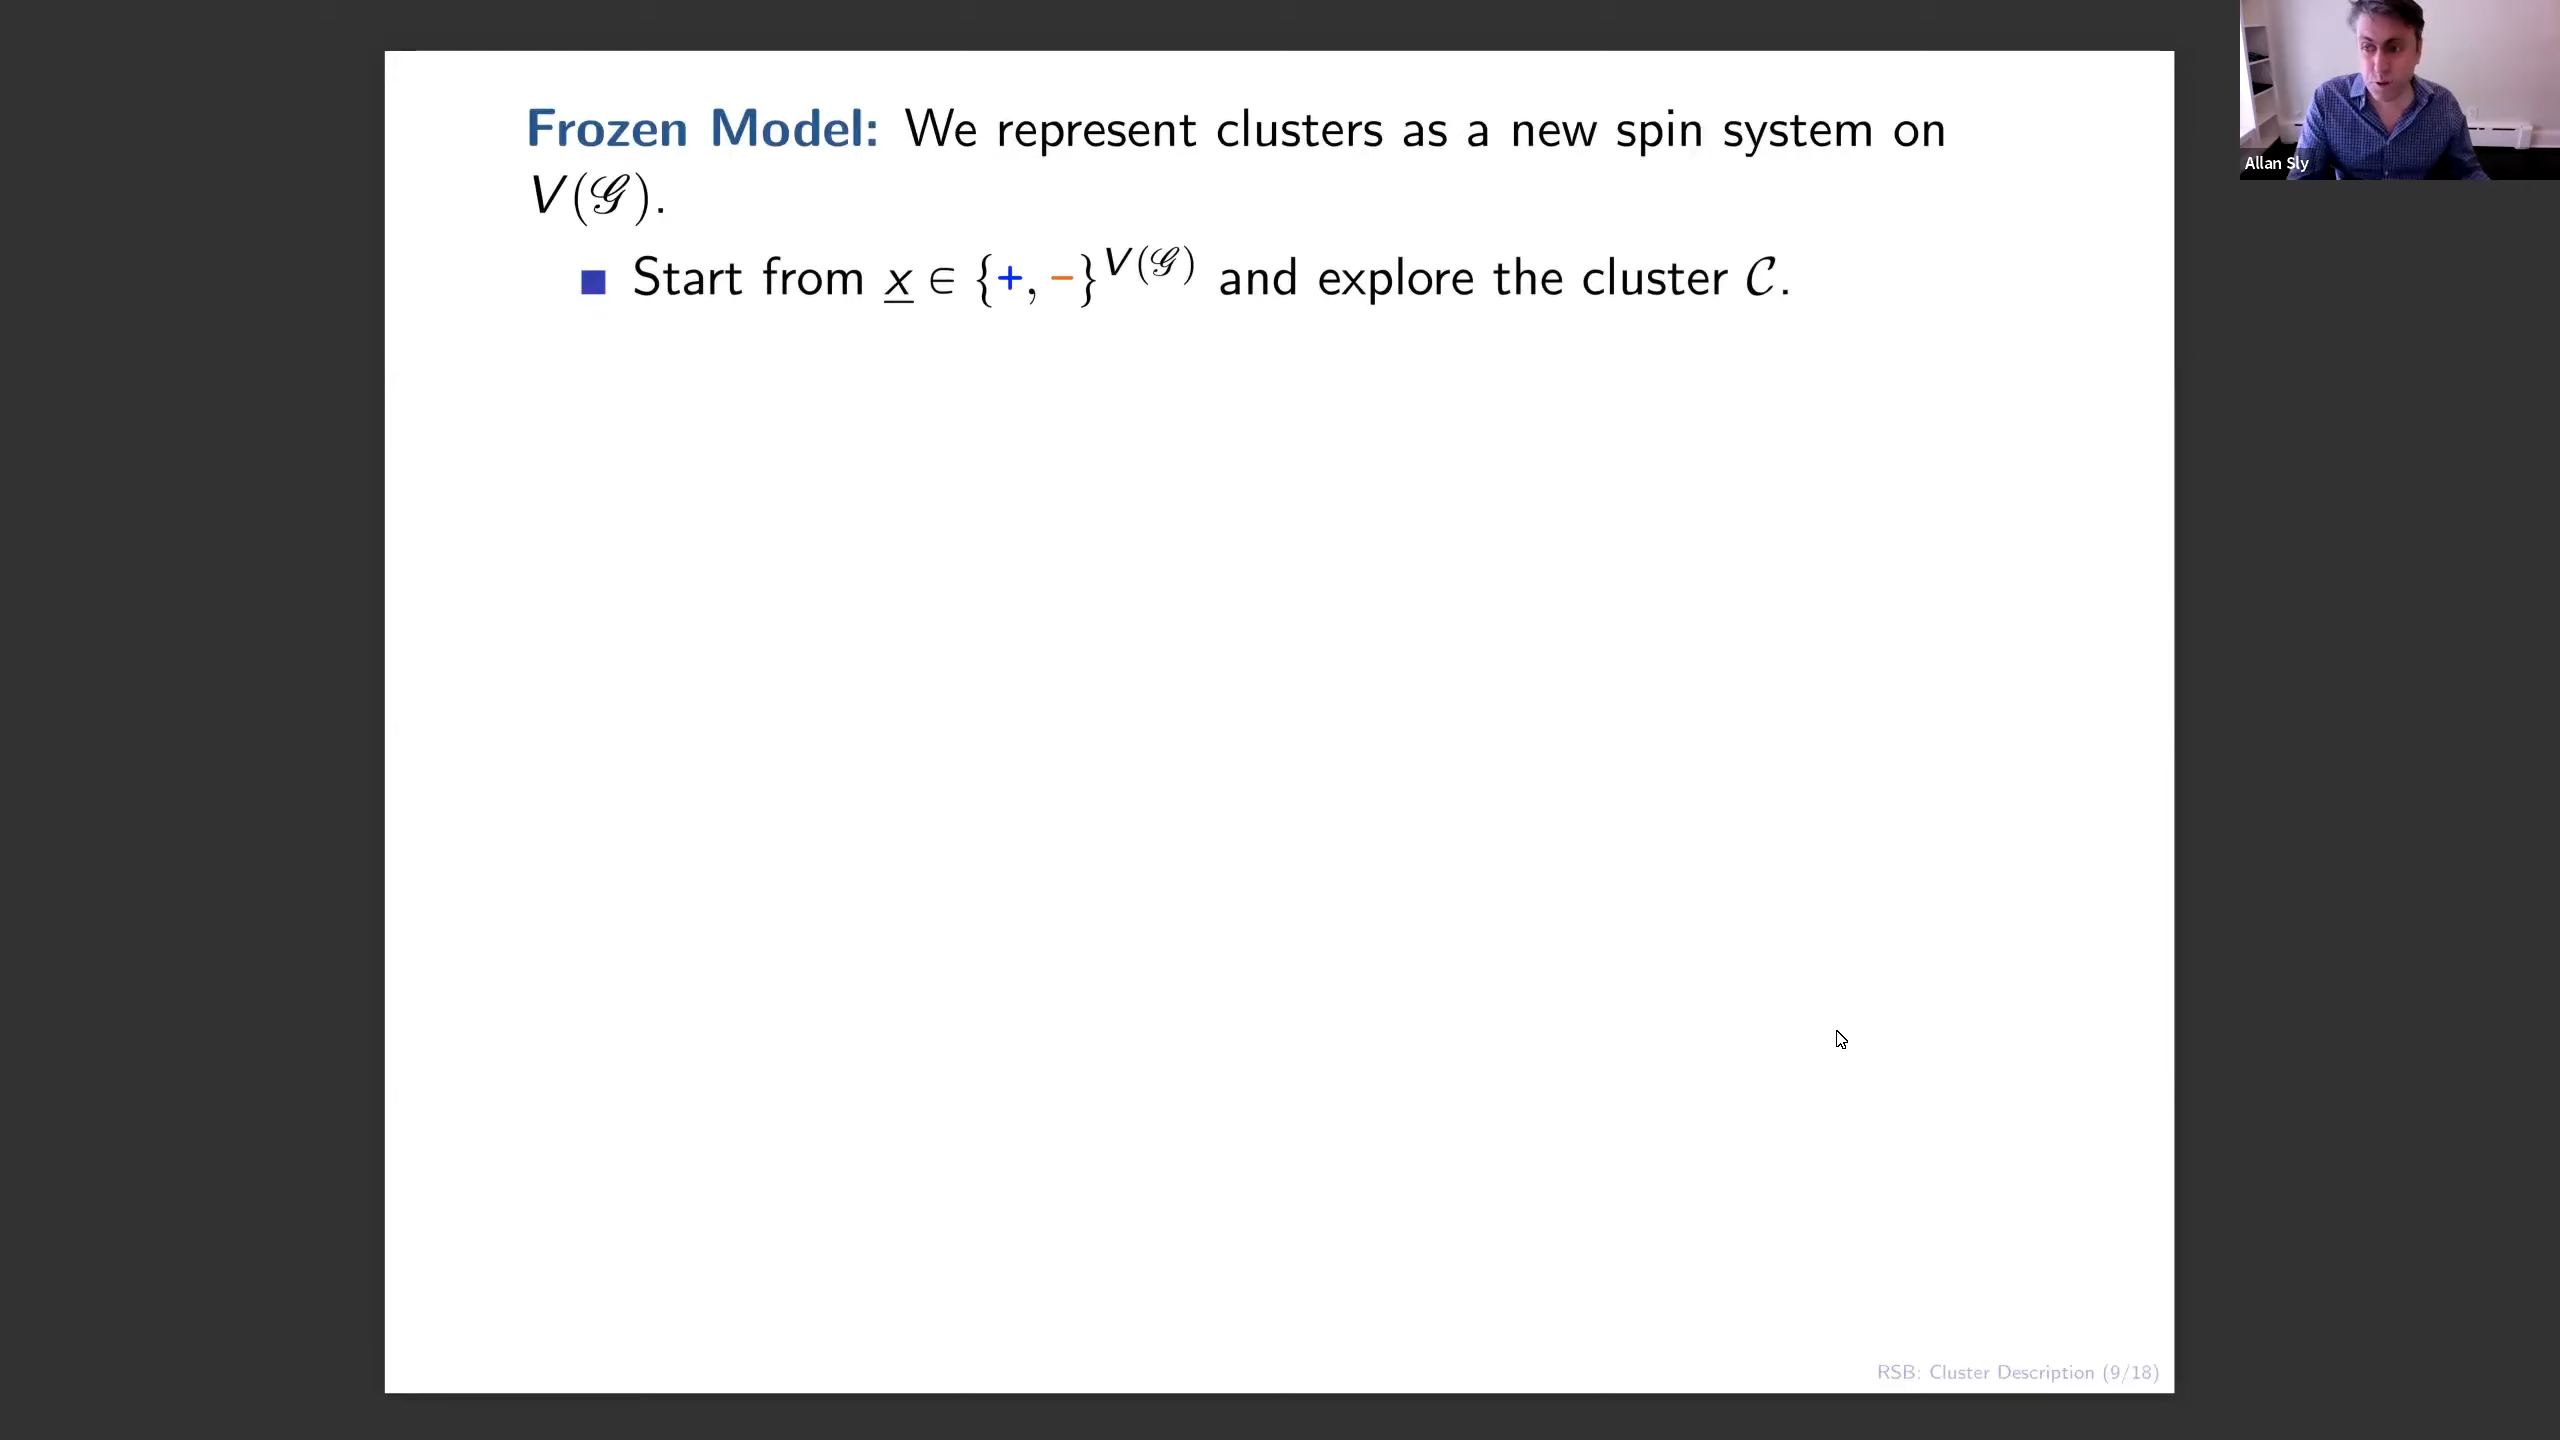 Frozen Model: We represent clusters as a new spin system on
V(𝒢).
■ Start from x ∈ {+, −}^V(𝒢) and explore the cluster 𝒞.
Allan Sly
RSB: Cluster Description (9/18)